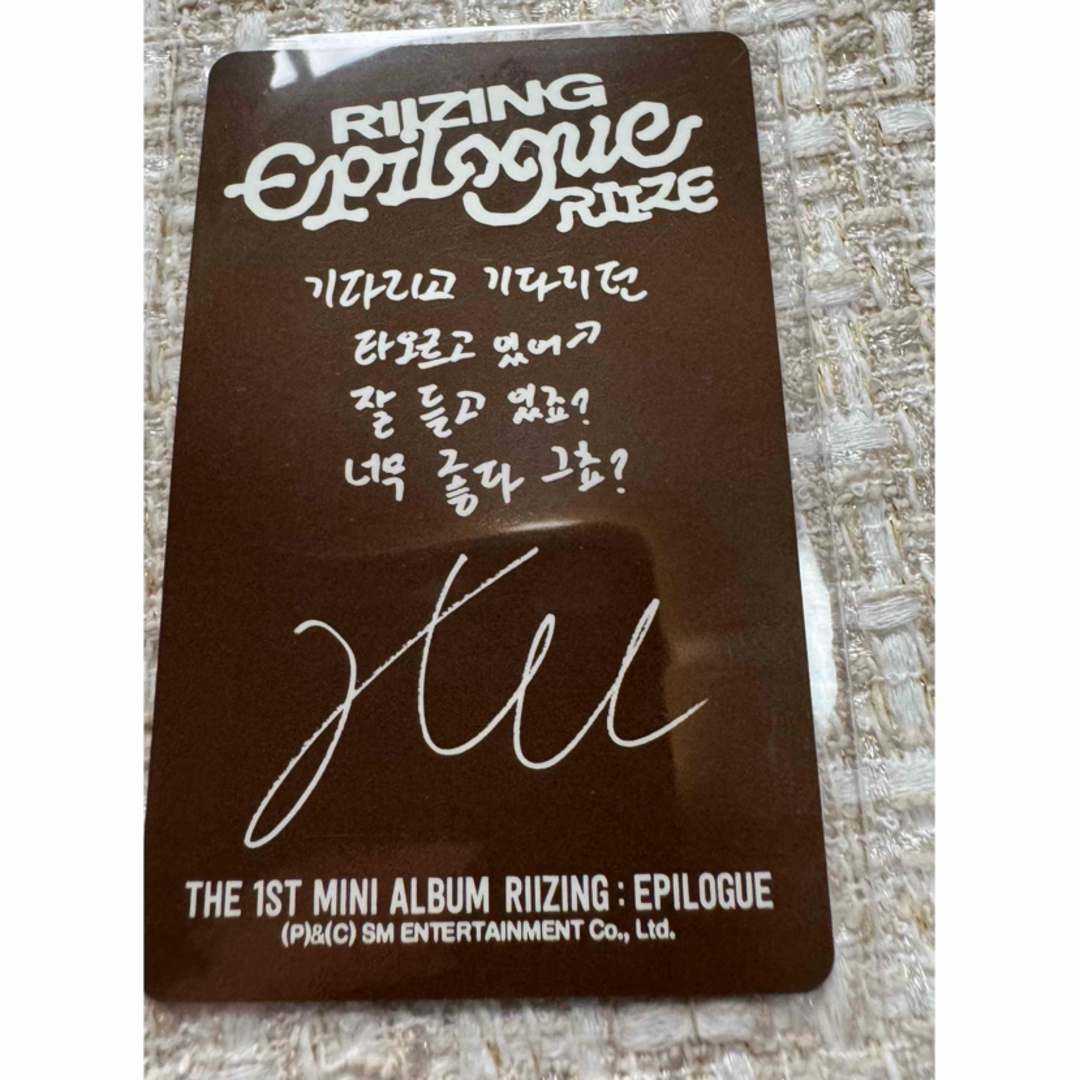 RIIZING
Epilogue
RIIZE
기다리고 기다리던
타오르고 있어↗
잘 듣고 있죠?
너무 좋다 그쵸?
THE 1ST MINI ALBUM RIIZING : EPILOGUE
(P)&(C) SM ENTERTAINMENT Co., Ltd.